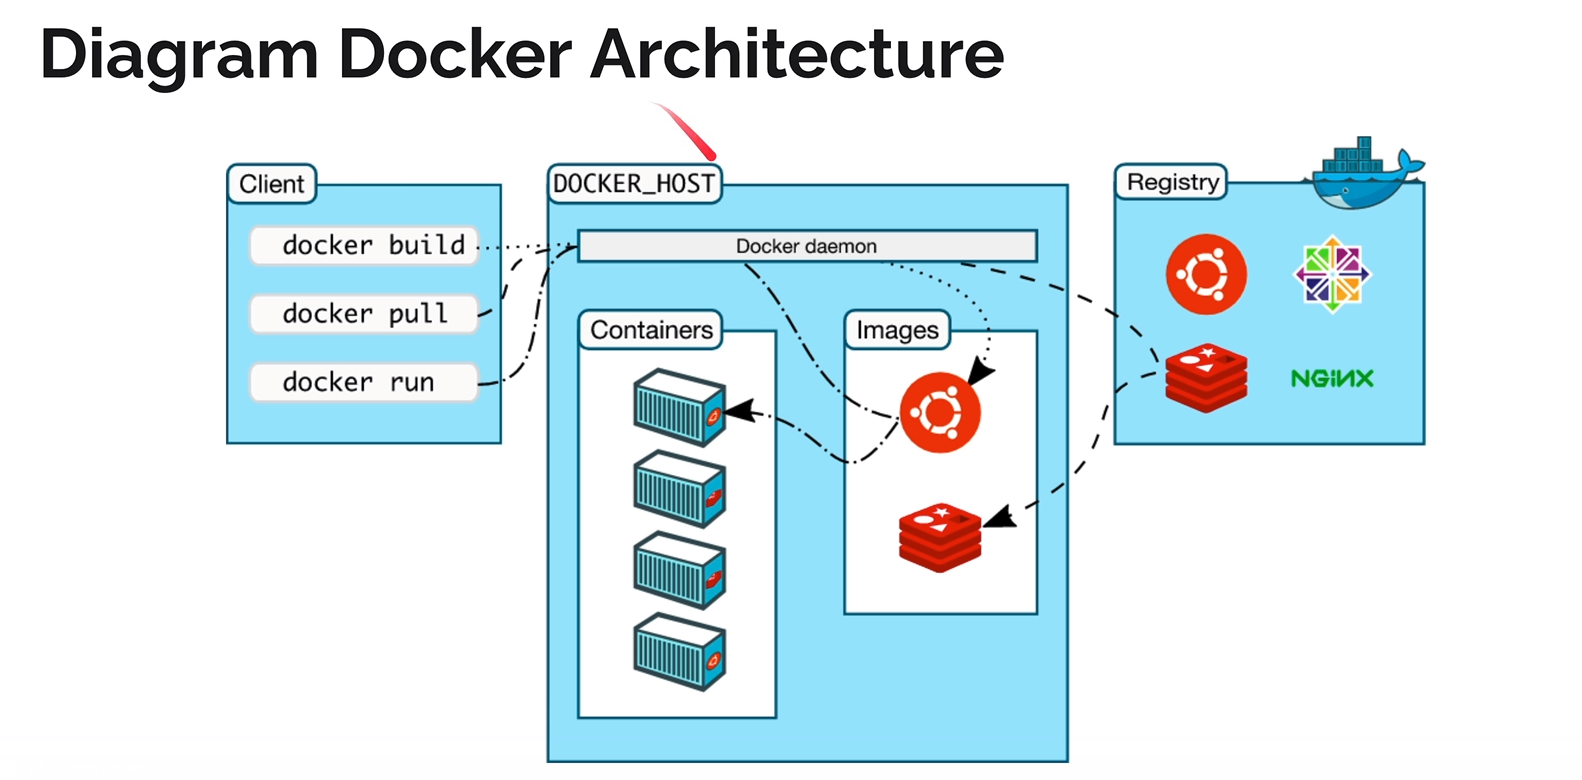 Diagram Docker Architecture
Client
docker build
docker pull
docker run
DOCKER_HOST
Docker daemon
Containers
Images
Registry
NGiNX